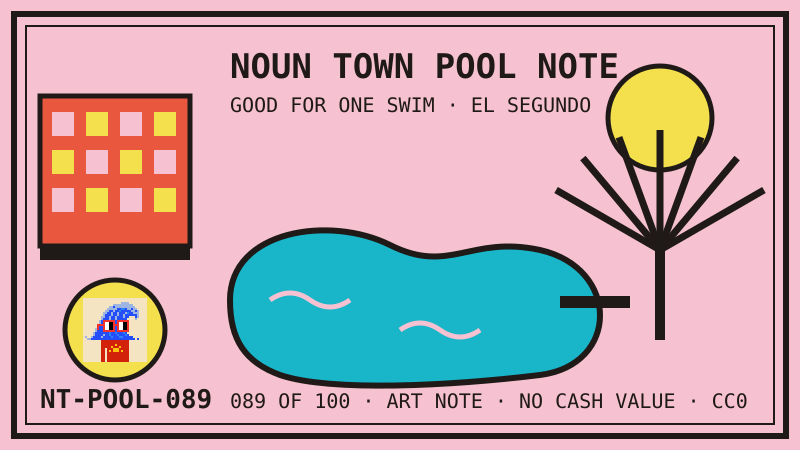 NOUN TOWN POOL NOTE
GOOD FOR ONE SWIM · EL SEGUNDO
NT-POOL-089
089 OF 100 · ART NOTE · NO CASH VALUE · CC0